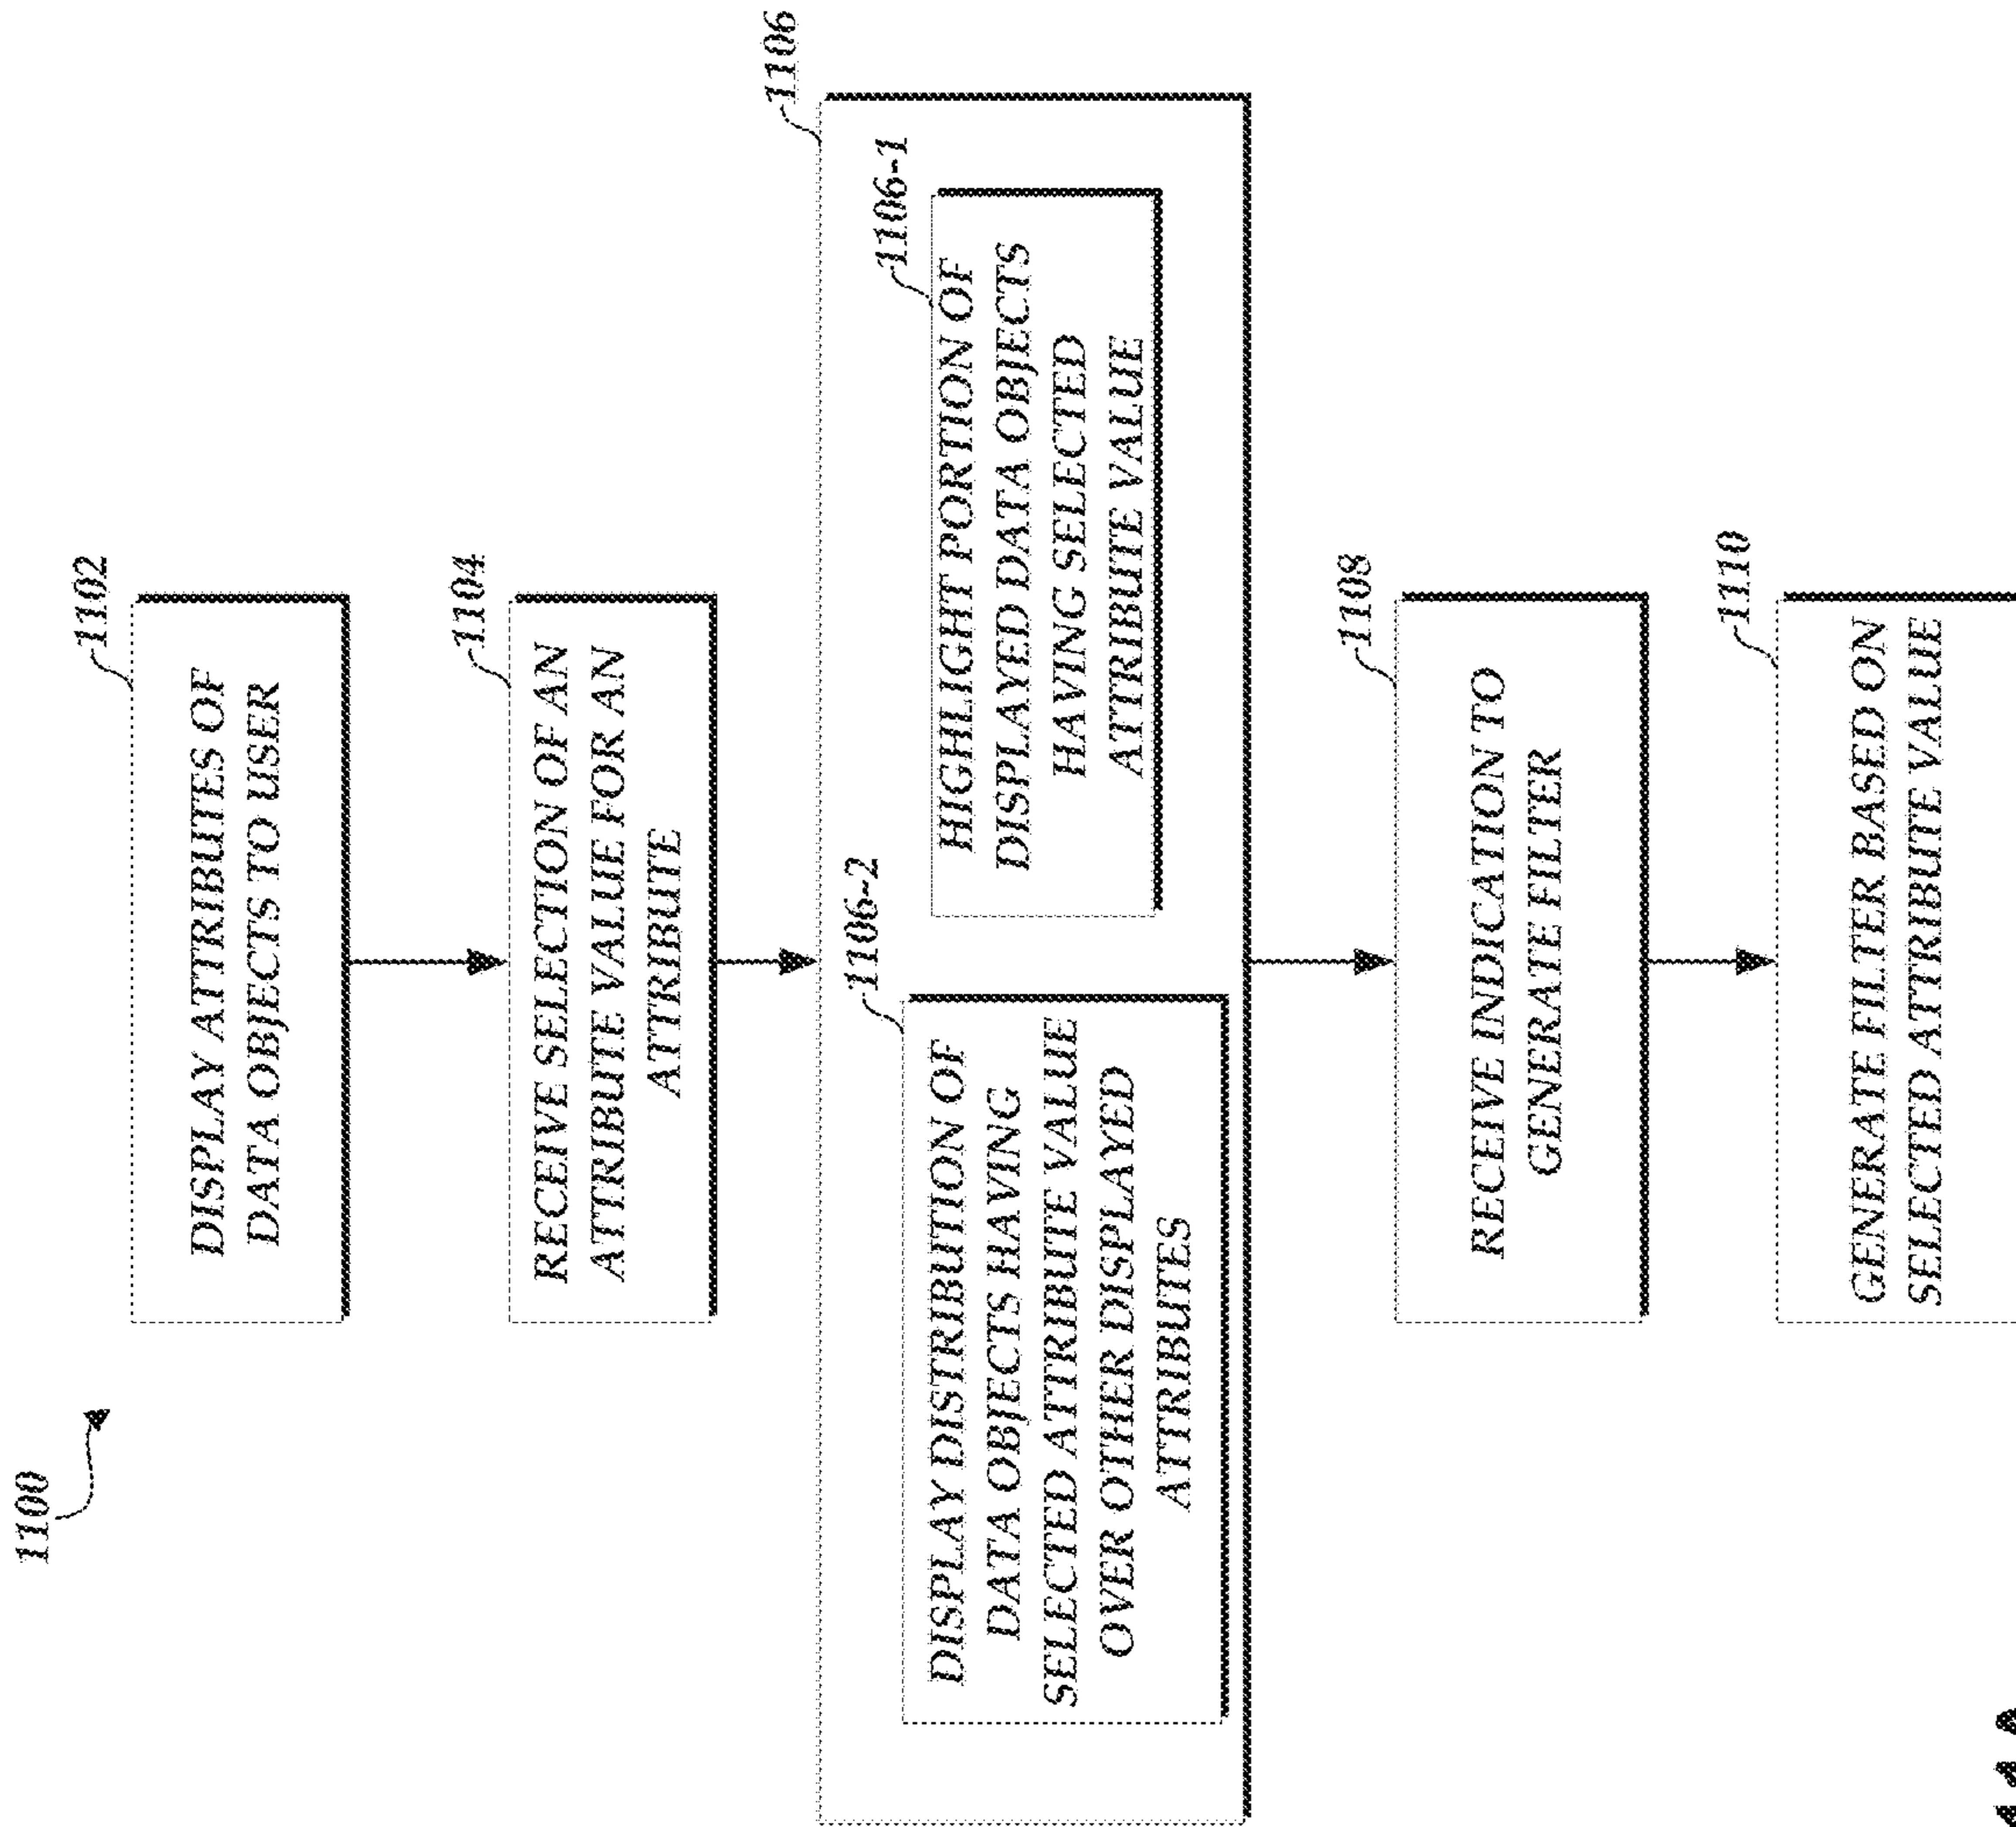 1100
1102
DISPLAY ATTRIBUTES OF
DATA OBJECTS TO USER
1104
RECEIVE SELECTION OF AN
ATTRIBUTE VALUE FOR AN
ATTRIBUTE
1106
1106-2
DISPLAY DISTRIBUTION OF
DATA OBJECTS HAVING
SELECTED ATTRIBUTE VALUE
OVER OTHER DISPLAYED
ATTRIBUTES
1106-1
HIGHLIGHT PORTION OF
DISPLAYED DATA OBJECTS
HAVING SELECTED
ATTRIBUTE VALUE
1108
RECEIVE INDICATION TO
GENERATE FILTER
1110
GENERATE FILTER BASED ON
SELECTED ATTRIBUTE VALUE